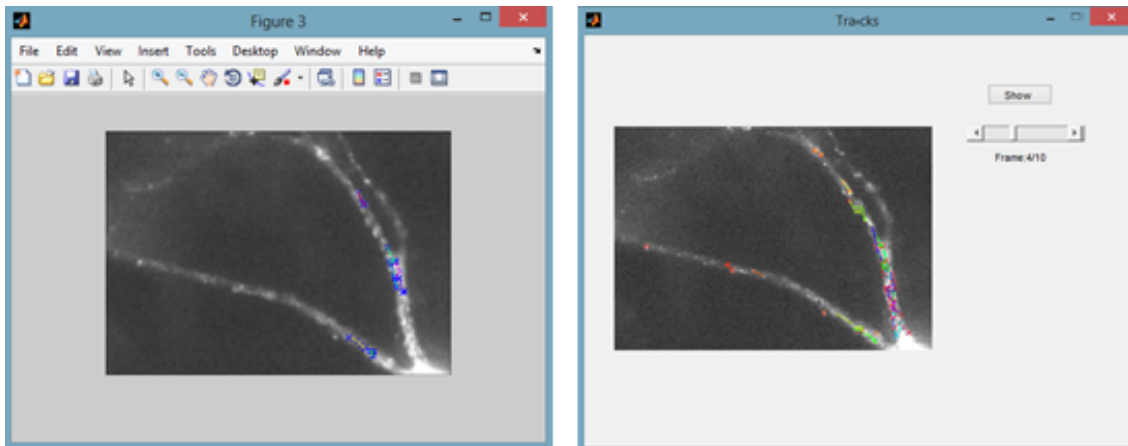 Figure 3
File Edit View Insert Tools Desktop Window Help
Tracks
Show
Frame:4/10